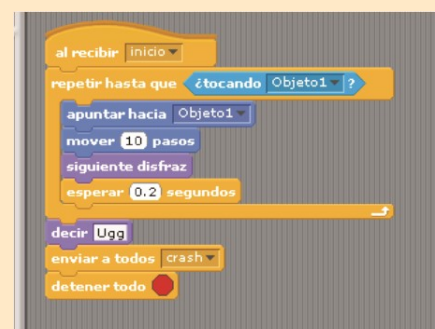 al recibir inicio
repetir hasta que ¿tocando Objeto1 ?
apuntar hacia Objeto1
mover 10 pasos
siguiente disfraz
esperar 0.2 segundos
decir Ugg
enviar a todos crash
detener todo